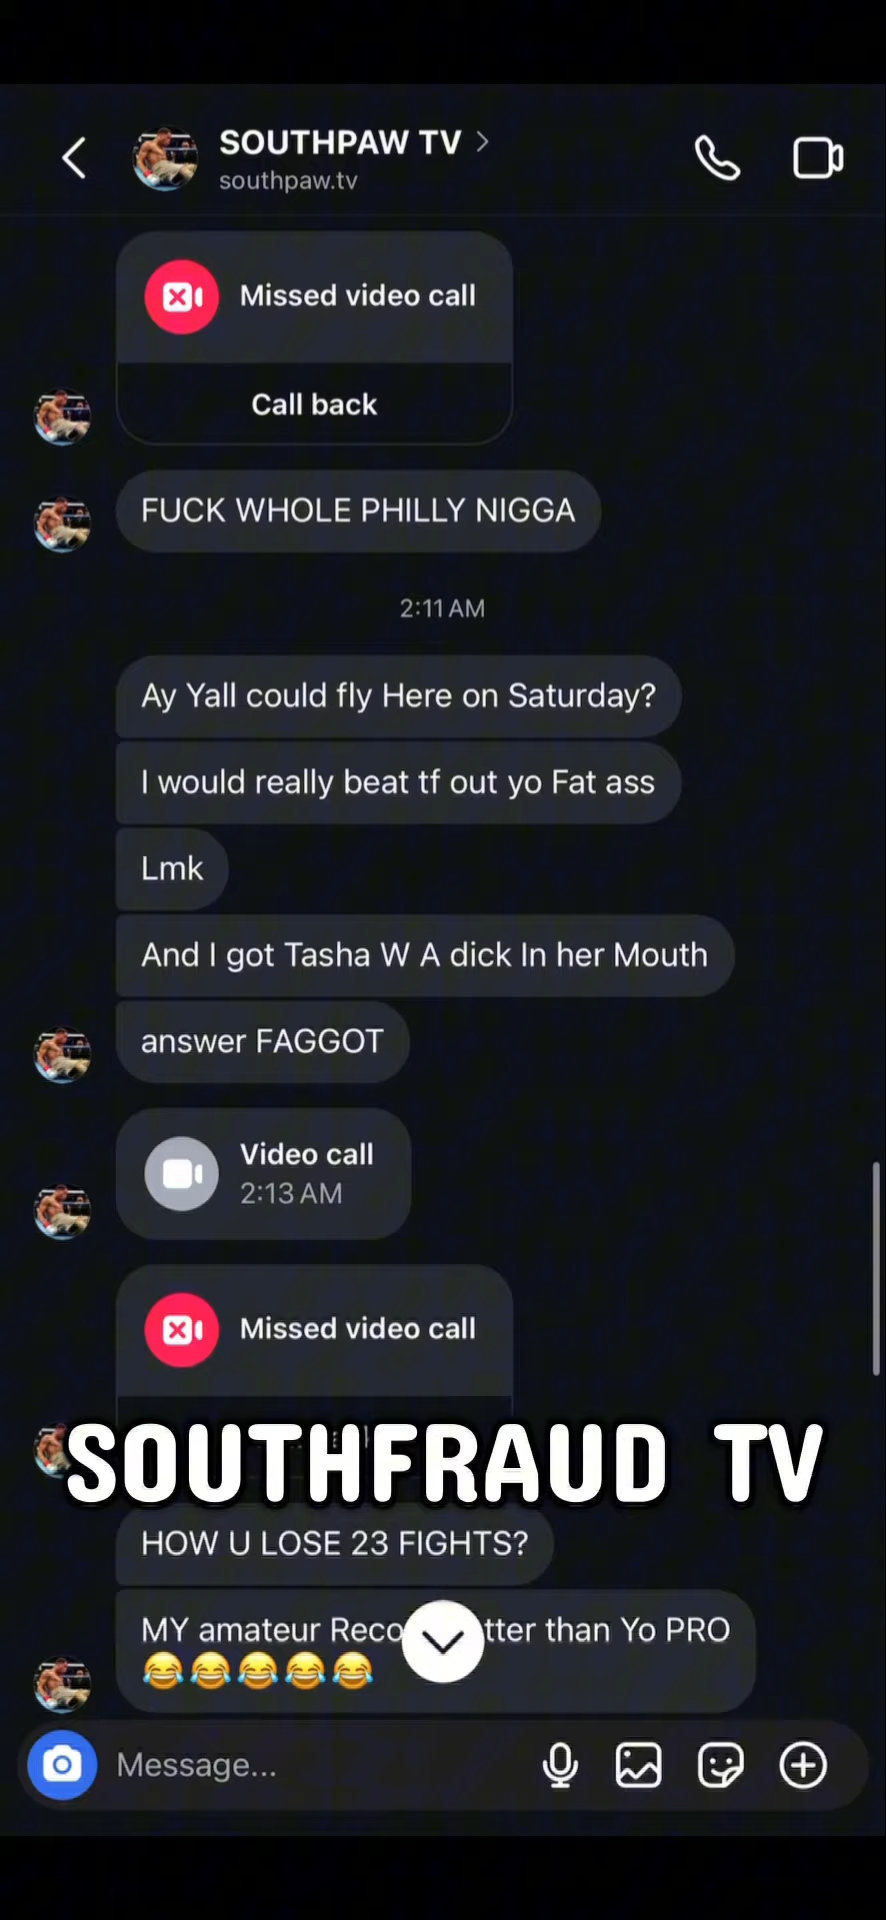 SOUTHPAW TV
southpaw.tv
Missed video call
Call back
FUCK WHOLE PHILLY NIGGA
2:11 AM
Ay Yall could fly Here on Saturday?
I would really beat tf out yo Fat ass
Lmk
And I got Tasha W A dick In her Mouth
answer FAGGOT
Video call
2:13 AM
Missed video call
SOUTHFRAUD TV
HOW U LOSE 23 FIGHTS?
MY amateur than Yo PRO
😂😂😂😂😂
Message...